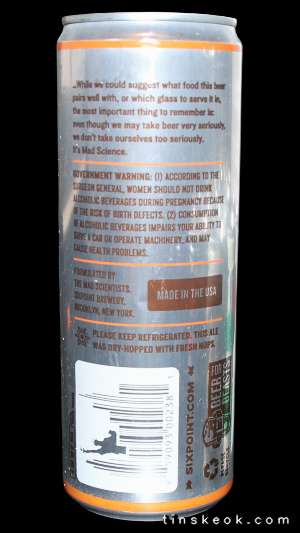 ...While we could suggest what food this beer
pairs well with, or which glass to serve it in,
the most important thing to remember is:
even though we may take beer very seriously,
we don't take ourselves too seriously.
It's Mad Science.
GOVERNMENT WARNING: (1) ACCORDING TO THE
SURGEON GENERAL, WOMEN SHOULD NOT DRINK
ALCOHOLIC BEVERAGES DURING PREGNANCY BECAUSE
OF THE RISK OF BIRTH DEFECTS. (2) CONSUMPTION
OF ALCOHOLIC BEVERAGES IMPAIRS YOUR ABILITY TO
DRIVE A CAR OR OPERATE MACHINERY, AND MAY
CAUSE HEALTH PROBLEMS.
FORMULATED BY
THE MAD SCIENTISTS.
SIXPOINT BREWERY,
BROOKLYN, NEW YORK.
MADE IN THE USA
PLEASE KEEP REFRIGERATED. THIS ALE
WAS DRY-HOPPED WITH FRESH HOPS.
SIXPOINT.COM
BEER FOR
BEASTS
tinskeok.com